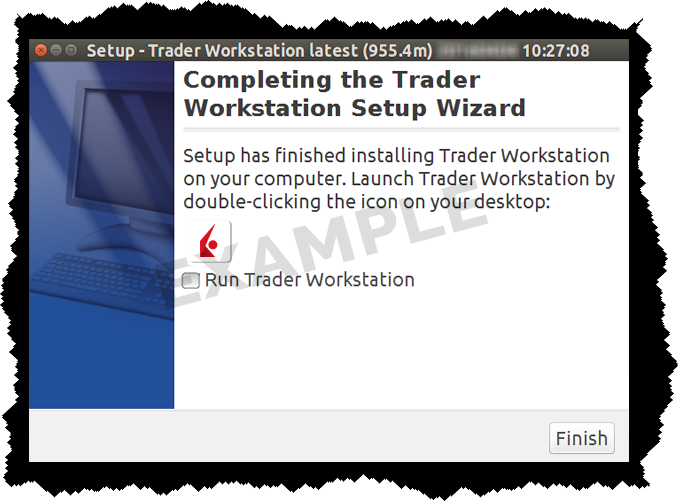 Setup - Trader Workstation latest (955.4m) 10:27:08
Completing the Trader
Workstation Setup Wizard
Setup has finished installing Trader Workstation
on your computer. Launch Trader Workstation by
double-clicking the icon on your desktop:
EXAMPLE
Run Trader Workstation
Finish